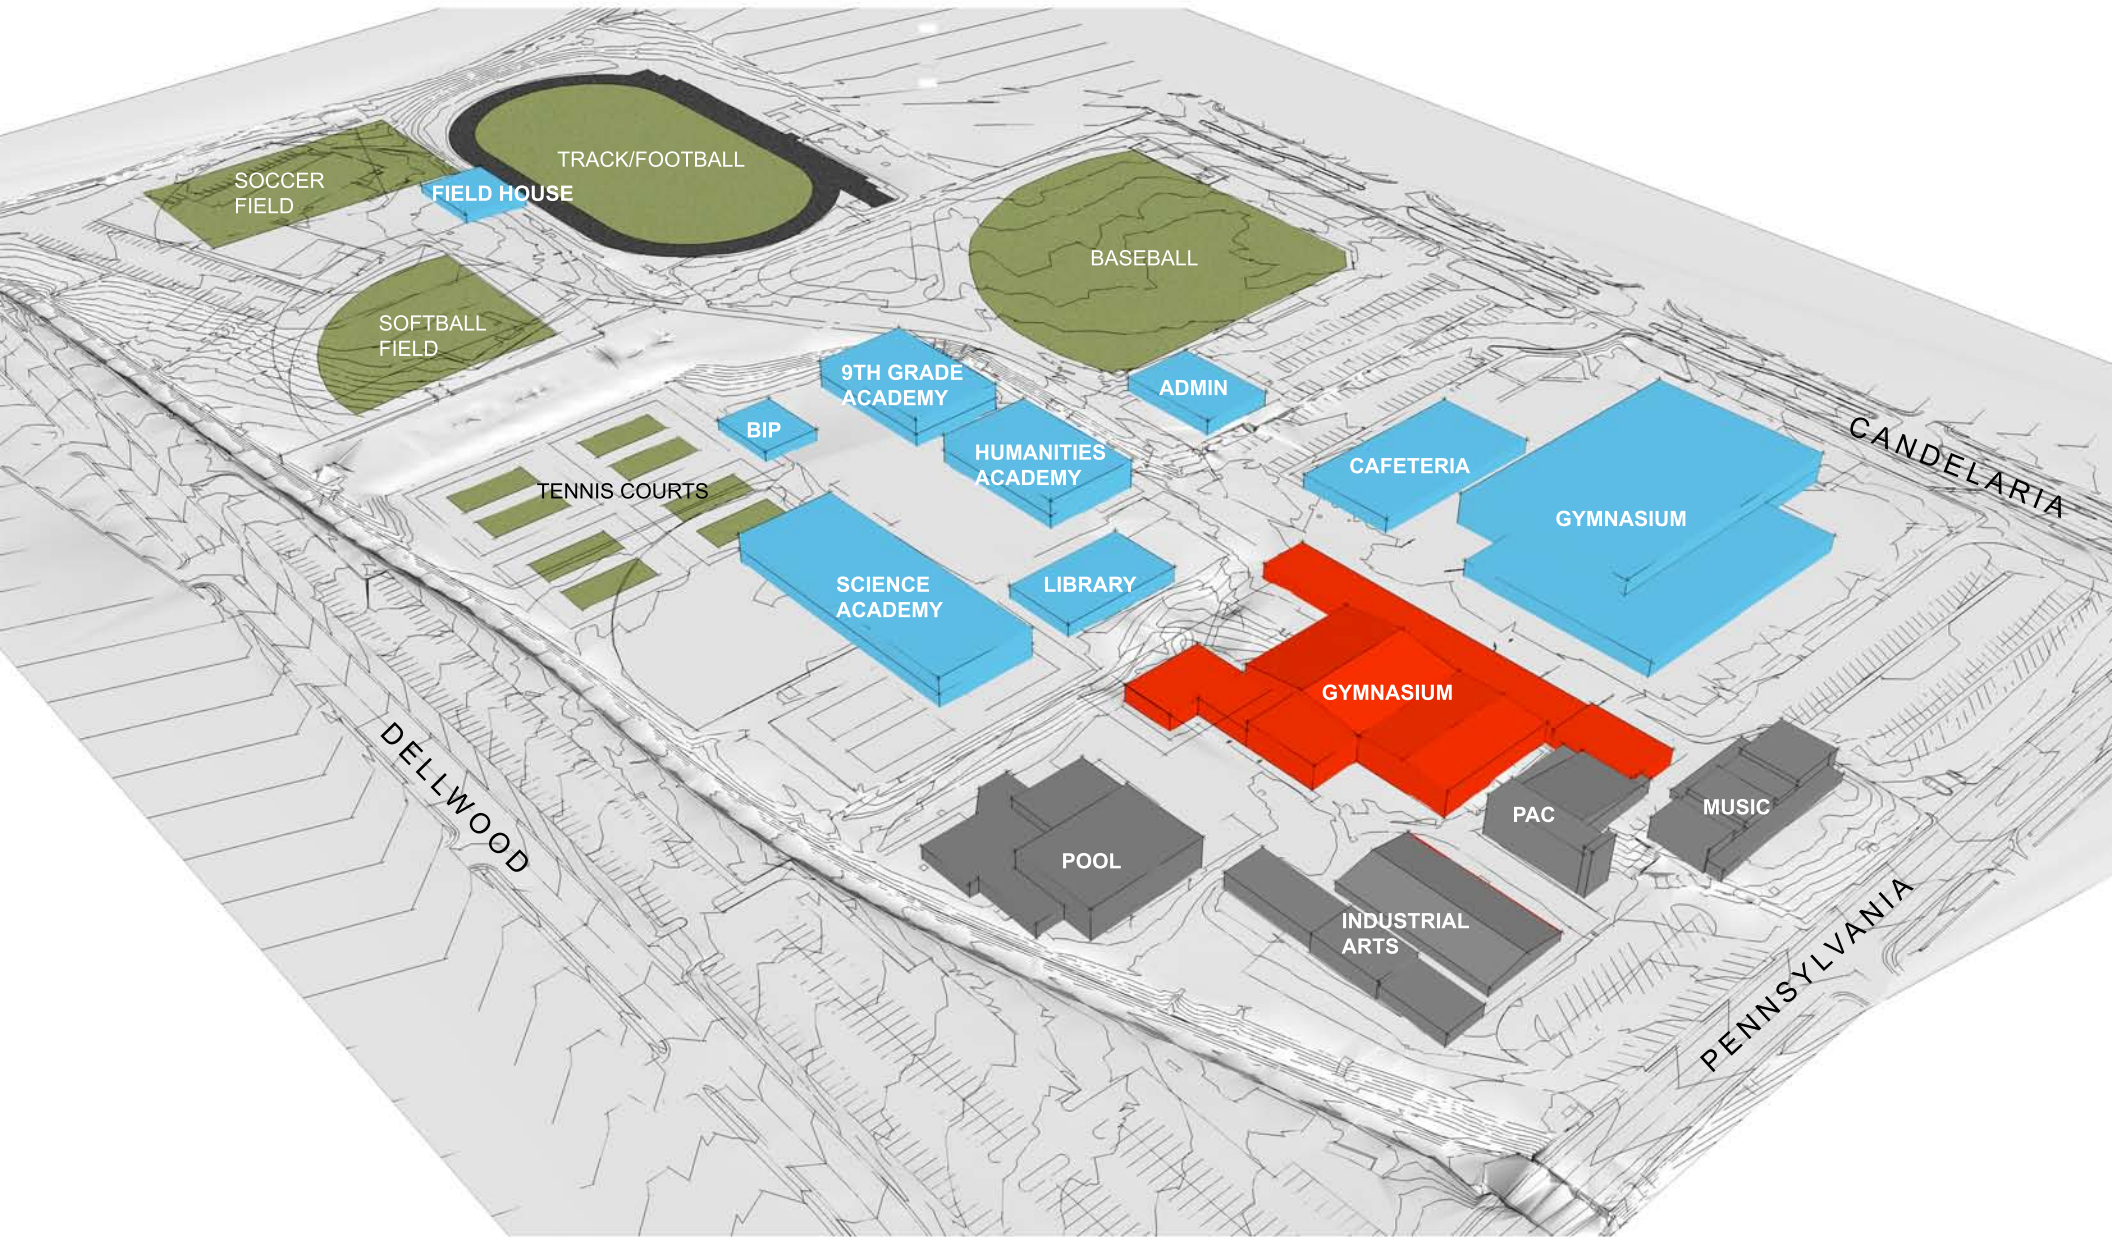 TRACK/FOOTBALL
SOCCER
FIELD
FIELD HOUSE
BASEBALL
SOFTBALL
FIELD
9TH GRADE
ACADEMY
ADMIN
BIP
HUMANITIES
ACADEMY
CAFETERIA
CANDELARIA
TENNIS COURTS
GYMNASIUM
SCIENCE
ACADEMY
LIBRARY
GYMNASIUM
DELLWOOD
POOL
PAC
MUSIC
INDUSTRIAL
ARTS
PENNSYLVANIA